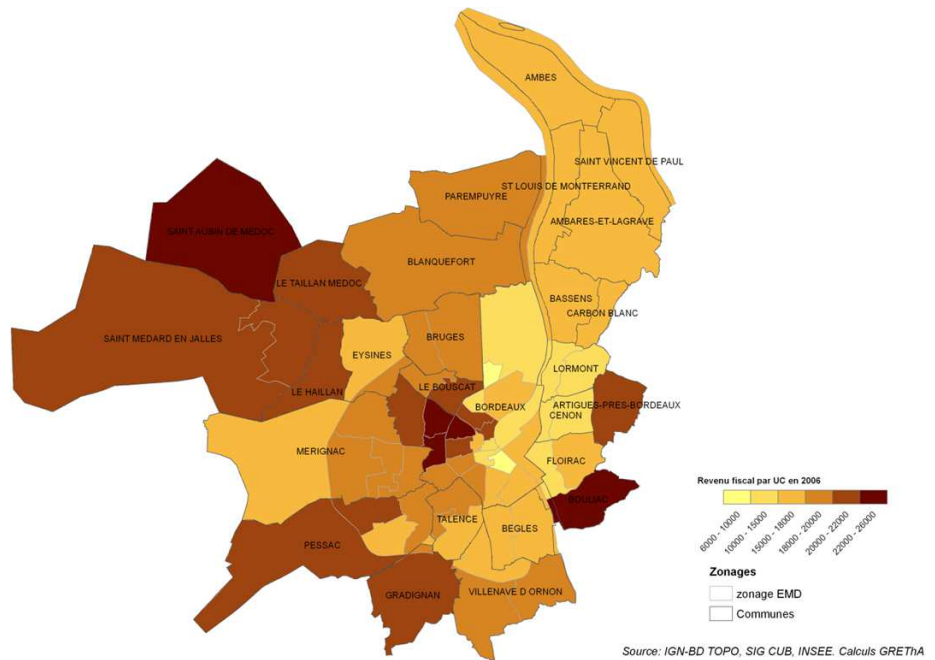 AMBES
SAINT VINCENT DE PAUL
ST LOUIS DE MONTFERRAND
PAREMPUYRE
AMBARES-ET-LAGRAVE
SAINT AUBIN DE MEDOC
BLANQUEFORT
LE TAILLAN MEDOC
BASSENS
CARBON BLANC
SAINT MEDARD EN JALLES
BRUGES
EYSINES
LORMONT
LE HAILLAN
LE BOUSCAT
BORDEAUX
ARTIGUES-PRES-BORDEAUX
CENON
MERIGNAC
FLOIRAC
BOULIAC
TALENCE
BEGLES
PESSAC
GRADIGNAN
VILLENAVE D ORNON
Revenu fiscal par UC en 2006
6000 - 10000
10000 - 15000
15000 - 18000
18000 - 20000
20000 - 22000
22000 - 26000
Zonages
zonage EMD
Communes
Source: IGN-BD TOPO, SIG CUB, INSEE. Calculs GREThA